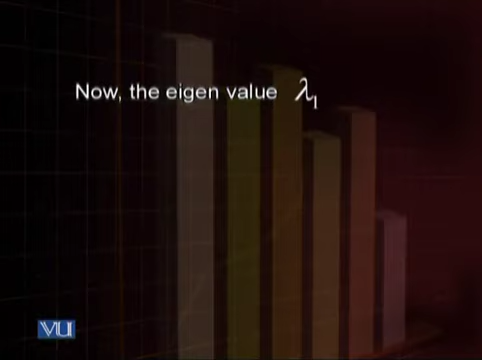 Now, the eigen value λ₁
VU